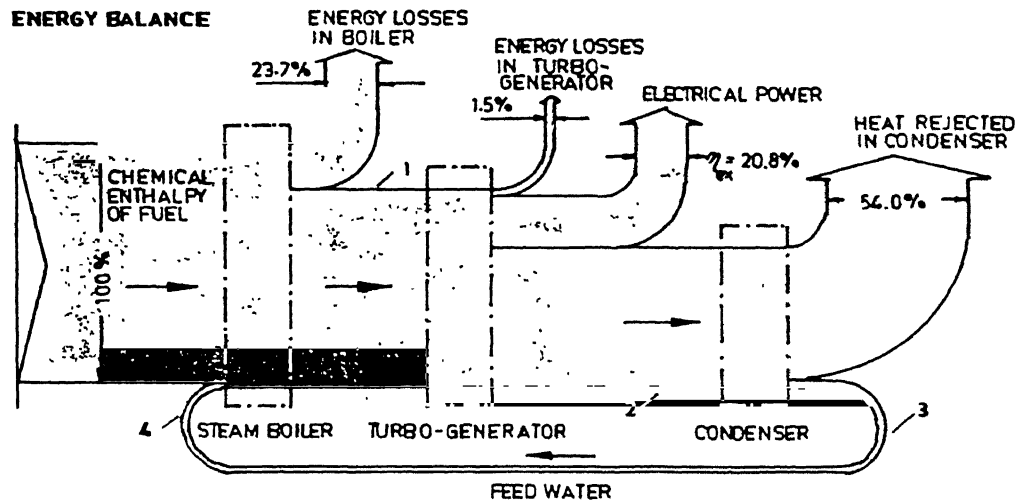 ENERGY BALANCE
ENERGY LOSSES
IN BOILER
23.7%
ENERGY LOSSES
IN TURBO-
GENERATOR
1.5%
ELECTRICAL POWER
η = 20.8%
ex
HEAT REJECTED
IN CONDENSER
54.0%
CHEMICAL
ENTHALPY
OF FUEL
100%
1
2
3
4
STEAM BOILER
TURBO-GENERATOR
CONDENSER
FEED WATER